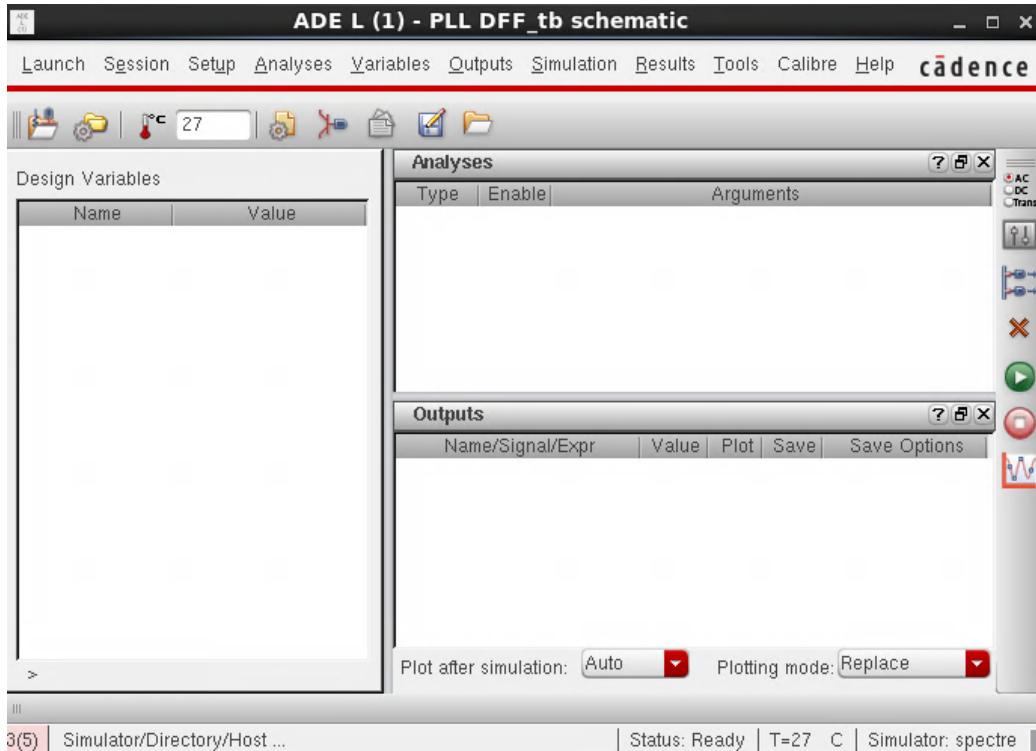 ADE L (1) - PLL DFF_tb schematic
Launch Session Setup Analyses Variables Outputs Simulation Results Tools Calibre Help cādence
°C 27
Design Variables
Name Value
Analyses
Type Enable Arguments
AC
DC
Trans
Outputs
Name/Signal/Expr Value Plot Save Save Options
Plot after simulation: Auto Plotting mode: Replace
>
3(5) Simulator/Directory/Host ... Status: Ready T=27 C Simulator: spectre